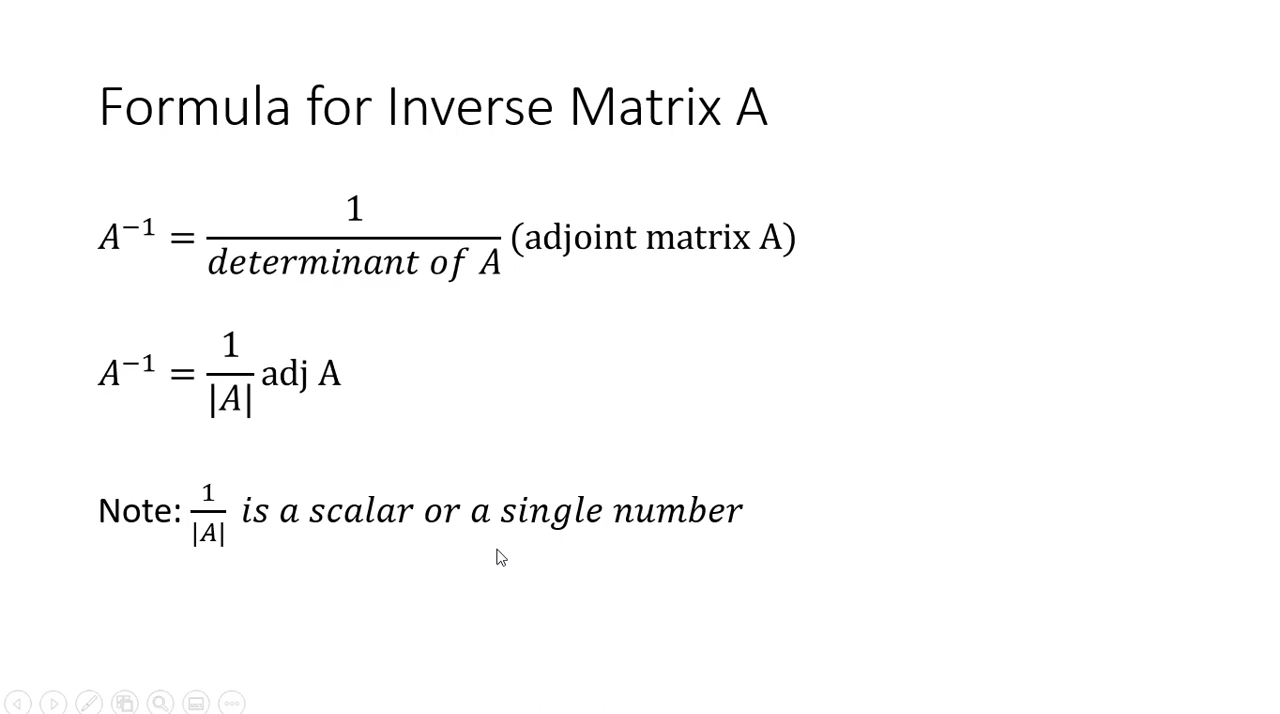 Formula for Inverse Matrix A
A⁻¹ = 1/(determinant of A) (adjoint matrix A)
A⁻¹ = 1/|A| adj A
Note: 1/|A| is a scalar or a single number